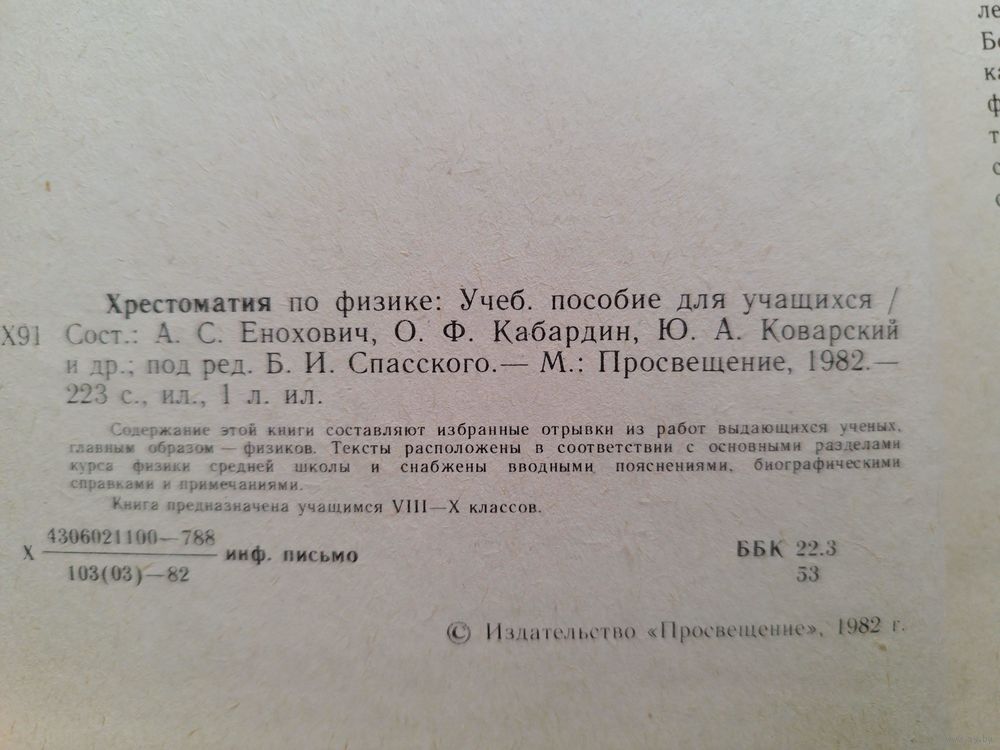 Хрестоматия по физике: Учеб. пособие для учащихся /
Х91 Сост.: А. С. Енохович, О. Ф. Кабардин, Ю. А. Коварский
и др.; под ред. Б. И. Спасского.— М.: Просвещение, 1982.—
223 с., ил., 1 л. ил.
Содержание этой книги составляют избранные отрывки из работ выдающихся ученых,
главным образом — физиков. Тексты расположены в соответствии с основными разделами
курса физики средней школы и снабжены вводными пояснениями, биографическими
справками и примечаниями.
Книга предназначена учащимся VIII—X классов.
4306021100—788
Х инф. письмо
103(03)—82
ББК 22.3
53
© Издательство «Просвещение», 1982 г.